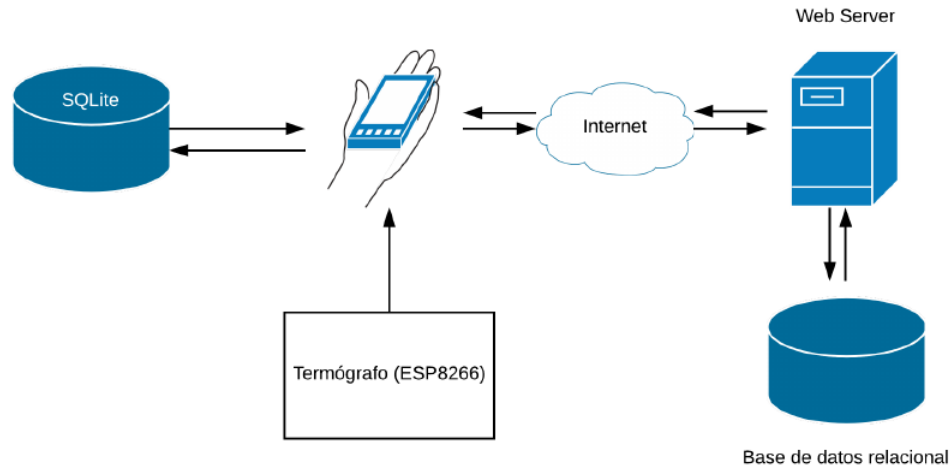 Web Server
SQLite
Internet
Termógrafo (ESP8266)
Base de datos relacional